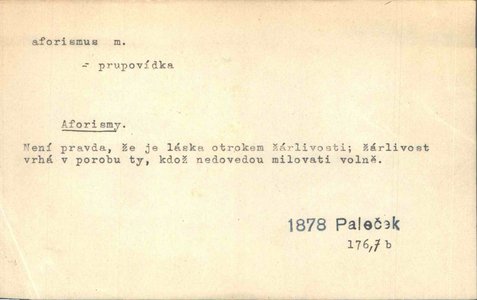 aforismus m.
= prupovídka
Aforismy.
Není pravda, že je láska otrokem žárlivosti; žárlivost
vrhá v porobu ty, kdož nedovedou milovati volně.
1878 Paleček
176,7 b